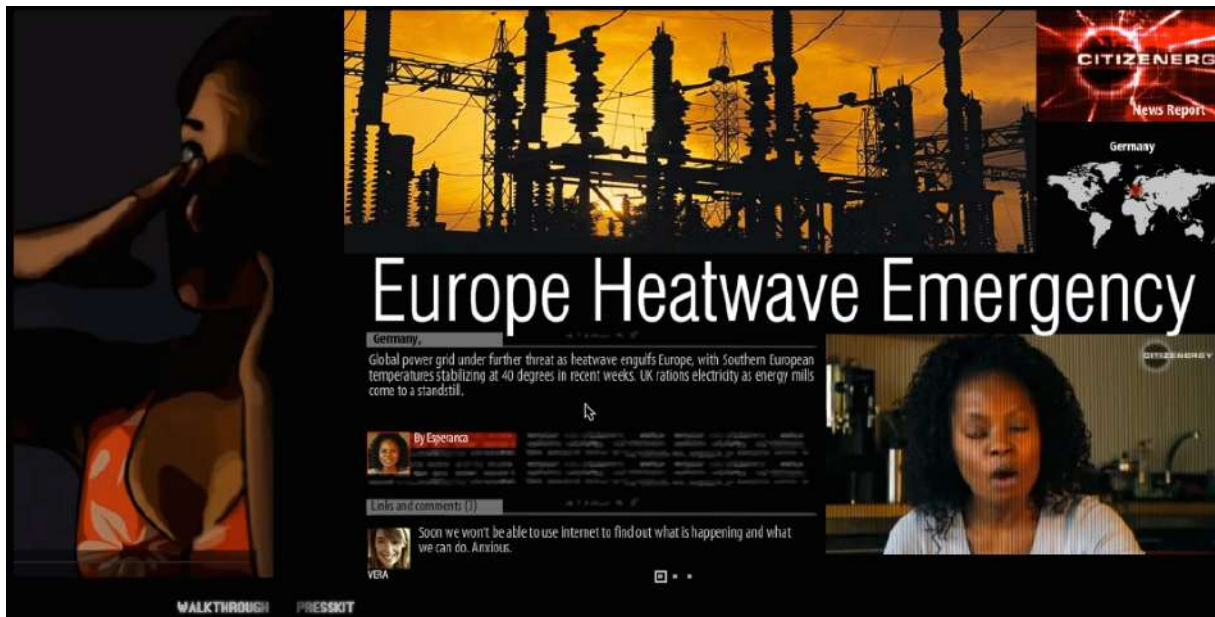 CITIZENERG
News Report
Germany
Europe Heatwave Emergency
Germany,
Global power grid under further threat as heatwave engulfs Europe, with Southern European
temperatures stabilizing at 40 degrees in recent weeks. UK rations electricity as energy mills
come to a standstill.
CITIZENERGY
By Esperanca
Links and comments (3)
Soon we won't be able to use internet to find out what is happening and what
we can do. Anxious.
VERA
WALKTHROUGH PRESSKIT